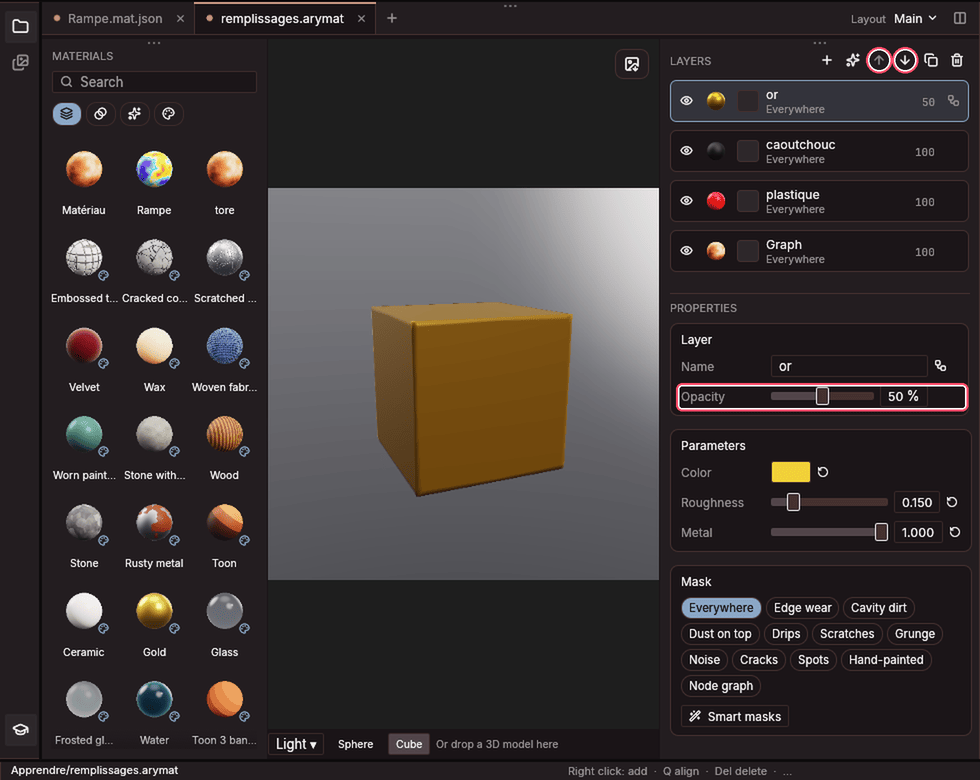 Rampe.mat.json
remplissages.arymat
Layout Main
MATERIALS
Search
Matériau Rampe tore
Embossed t... Cracked co... Scratched ...
Velvet Wax Woven fabr...
Worn paint... Stone with... Wood
Stone Rusty metal Toon
Ceramic Gold Glass
Frosted gl... Water Toon 3 ban...
Light ▾ Sphere Cube Or drop a 3D model here
LAYERS
or
Everywhere
50
caoutchouc
Everywhere
100
plastique
Everywhere
100
Graph
Everywhere
100
PROPERTIES
Layer
Name or
Opacity 50 %
Parameters
Color
Roughness 0.150
Metal 1.000
Mask
Everywhere Edge wear Cavity dirt
Dust on top Drips Scratches Grunge
Noise Cracks Spots Hand-painted
Node graph
Smart masks
Apprendre/remplissages.arymat
Right click: add · Q align · Del delete · ...